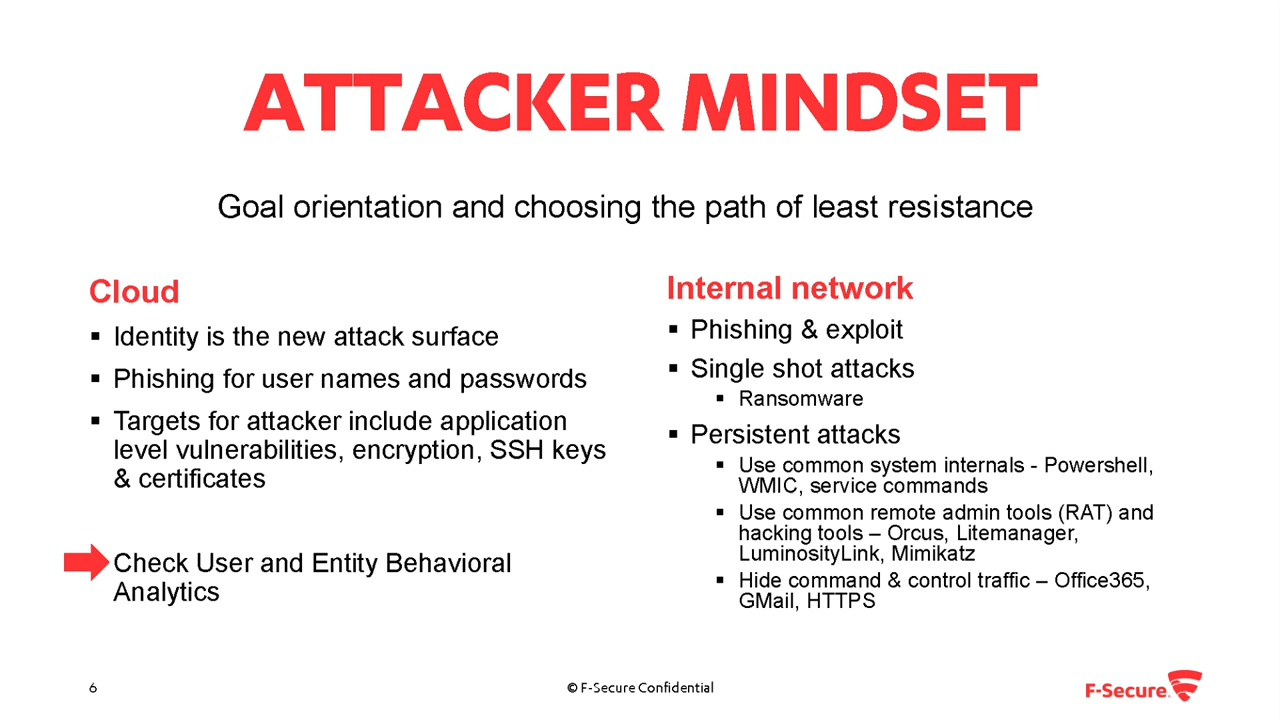 ATTACKER MINDSET
Goal orientation and choosing the path of least resistance
Cloud
▪ Identity is the new attack surface
▪ Phishing for user names and passwords
▪ Targets for attacker include application
level vulnerabilities, encryption, SSH keys
& certificates
Check User and Entity Behavioral
Analytics
Internal network
▪ Phishing & exploit
▪ Single shot attacks
▪ Ransomware
▪ Persistent attacks
▪ Use common system internals - Powershell,
WMIC, service commands
▪ Use common remote admin tools (RAT) and
hacking tools – Orcus, Litemanager,
LuminosityLink, Mimikatz
▪ Hide command & control traffic – Office365,
GMail, HTTPS
6
© F-Secure Confidential
F-Secure.